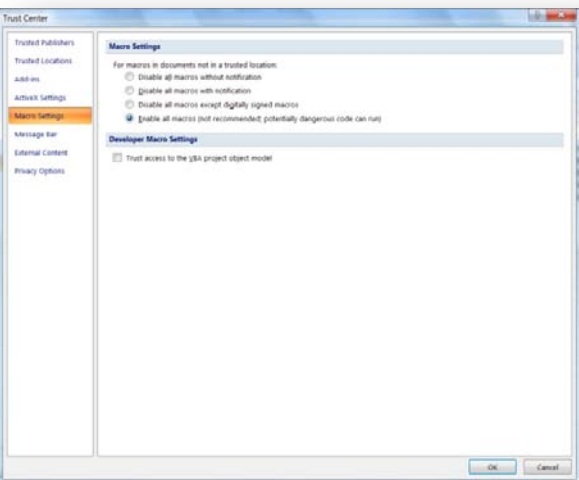 Trust Center
Trusted Publishers
Trusted Locations
Add-ins
ActiveX Settings
Macro Settings
Message Bar
External Content
Privacy Options
Macro Settings
For macros in documents not in a trusted location:
Disable all macros without notification
Disable all macros with notification
Disable all macros except digitally signed macros
Enable all macros (not recommended; potentially dangerous code can run)
Developer Macro Settings
Trust access to the VBA project object model
OK
Cancel